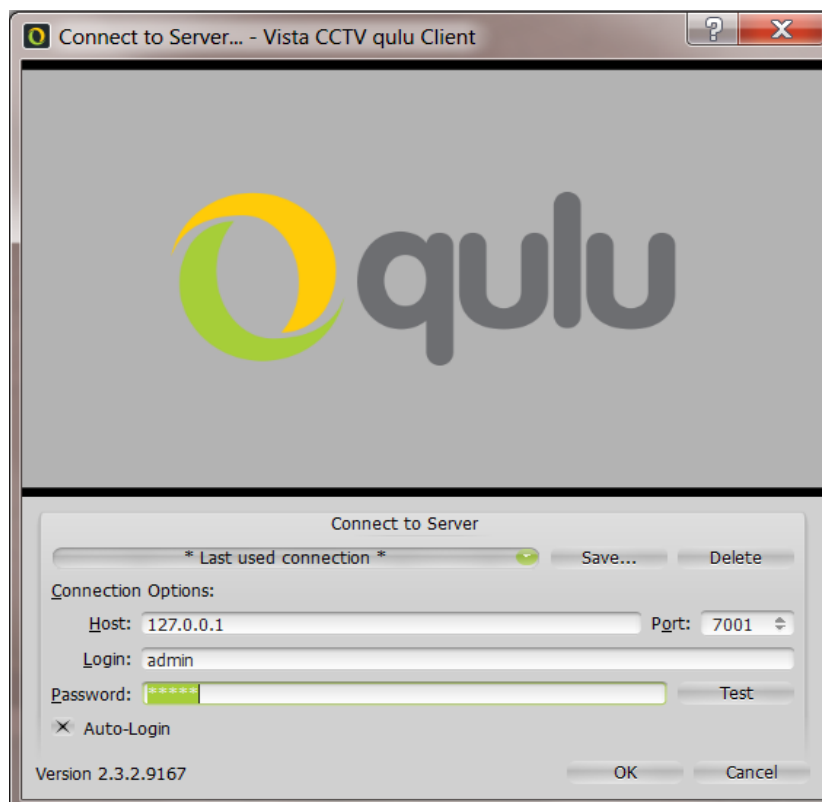 Connect to Server... - Vista CCTV qulu Client
qulu
Connect to Server
* Last used connection * Save... Delete
Connection Options:
Host: 127.0.0.1 Port: 7001
Login: admin
Password: ***** Test
Auto-Login
Version 2.3.2.9167 OK Cancel